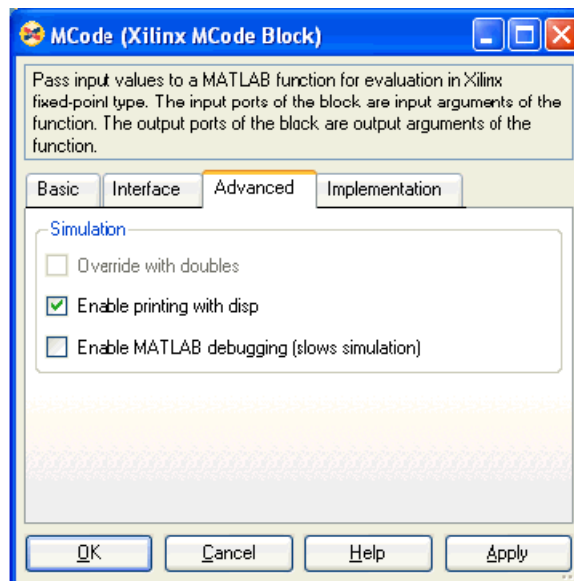 MCode (Xilinx MCode Block)
Pass input values to a MATLAB function for evaluation in Xilinx
fixed-point type. The input ports of the block are input arguments of the
function. The output ports of the block are output arguments of the
function.
Basic Interface Advanced Implementation
Simulation
Override with doubles
Enable printing with disp
Enable MATLAB debugging (slows simulation)
OK Cancel Help Apply